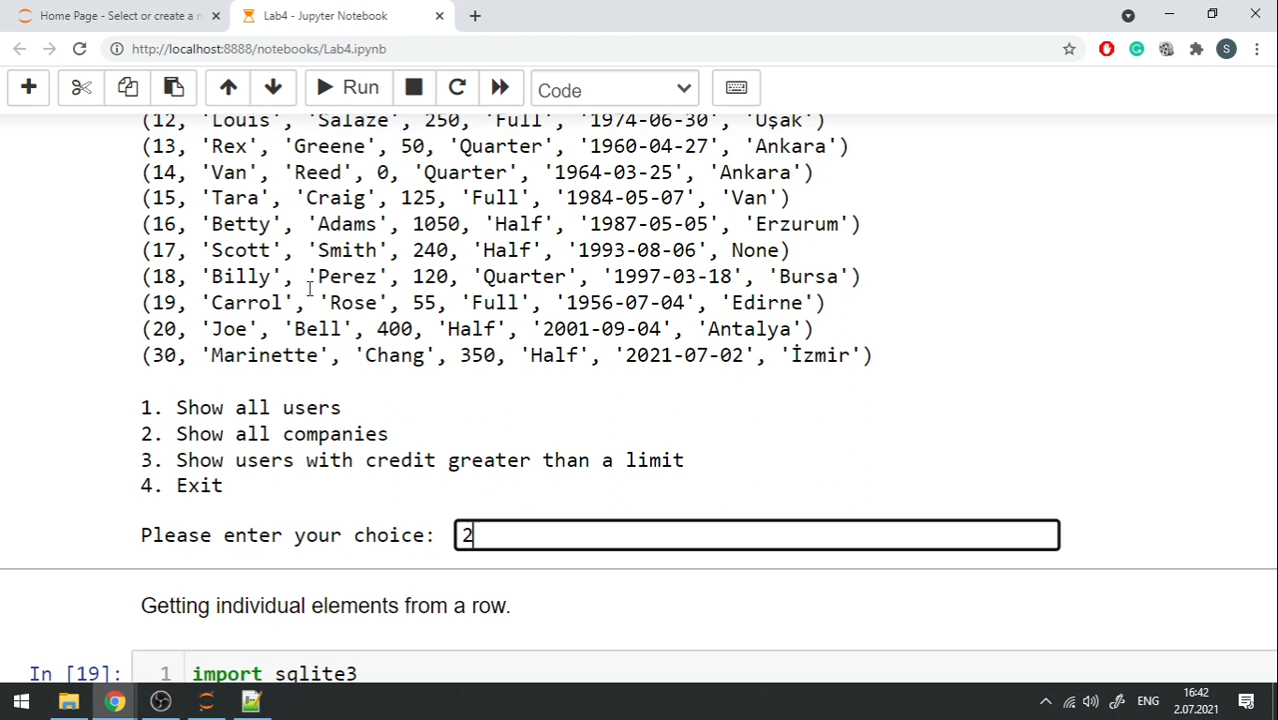 Home Page - Select or create a n
Lab4 - Jupyter Notebook
http://localhost:8888/notebooks/Lab4.ipynb
S
Run
Code
(12, 'Louis', 'Salaze', 250, 'Full', '1974-06-30', 'Uşak')
(13, 'Rex', 'Greene', 50, 'Quarter', '1960-04-27', 'Ankara')
(14, 'Van', 'Reed', 0, 'Quarter', '1964-03-25', 'Ankara')
(15, 'Tara', 'Craig', 125, 'Full', '1984-05-07', 'Van')
(16, 'Betty', 'Adams', 1050, 'Half', '1987-05-05', 'Erzurum')
(17, 'Scott', 'Smith', 240, 'Half', '1993-08-06', None)
(18, 'Billy', 'Perez', 120, 'Quarter', '1997-03-18', 'Bursa')
(19, 'Carrol', 'Rose', 55, 'Full', '1956-07-04', 'Edirne')
(20, 'Joe', 'Bell', 400, 'Half', '2001-09-04', 'Antalya')
(30, 'Marinette', 'Chang', 350, 'Half', '2021-07-02', 'İzmir')
1. Show all users
2. Show all companies
3. Show users with credit greater than a limit
4. Exit
Please enter your choice: 2
Getting individual elements from a row.
In [19]: 1 import sqlite3
ENG
16:42
2.07.2021